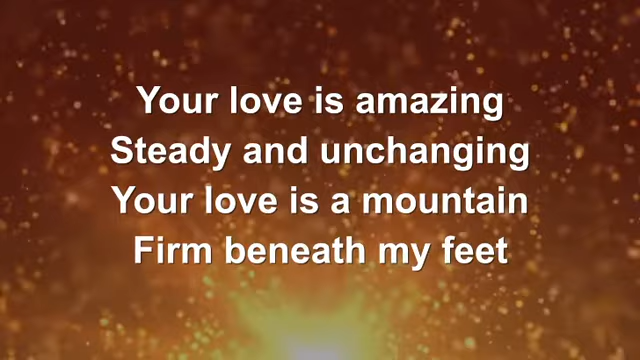 Your love is amazing
Steady and unchanging
Your love is a mountain
Firm beneath my feet